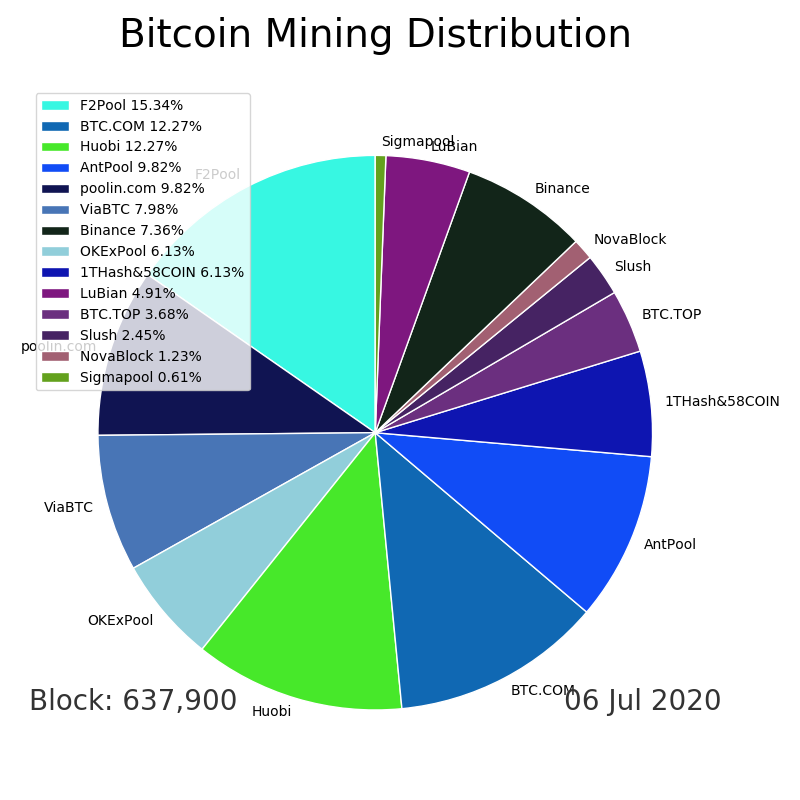 Bitcoin Mining Distribution
F2Pool 15.34%
BTC.COM 12.27%
Huobi 12.27%
AntPool 9.82%
poolin.com 9.82%
ViaBTC 7.98%
Binance 7.36%
OKExPool 6.13%
1THash&58COIN 6.13%
LuBian 4.91%
BTC.TOP 3.68%
Slush 2.45%
NovaBlock 1.23%
Sigmapool 0.61%
Sigmapool
LuBian
F2Pool
Binance
NovaBlock
Slush
BTC.TOP
poolin.com
1THash&58COIN
ViaBTC
AntPool
OKExPool
BTC.COM
Huobi
Block: 637,900
06 Jul 2020